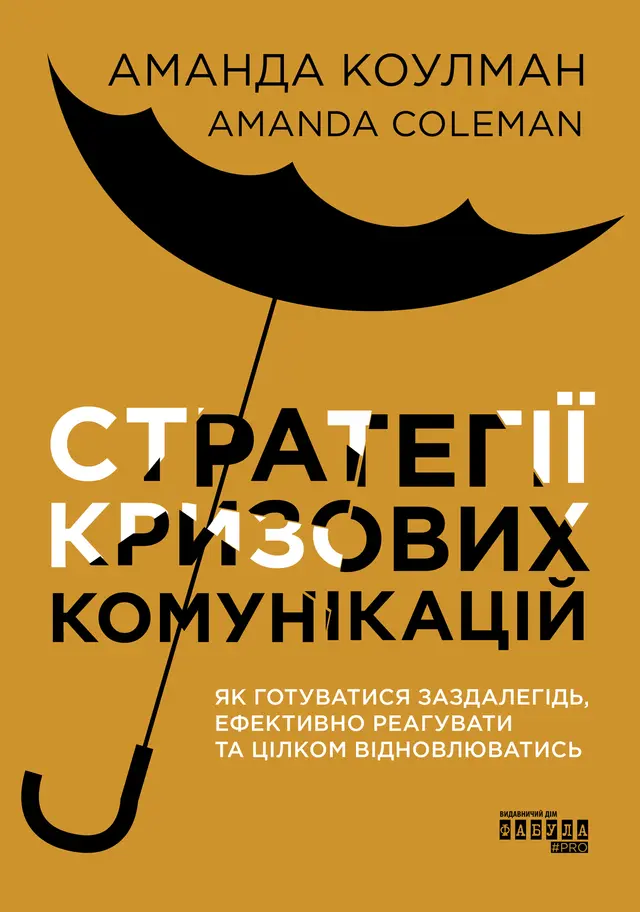 АМАНДА КОУЛМАН
AMANDA COLEMAN
СТРАТЕГІЇ
КРИЗОВИХ
КОМУНІКАЦІЙ
ЯК ГОТУВАТИСЯ ЗАЗДАЛЕГІДЬ,
ЕФЕКТИВНО РЕАГУВАТИ
ТА ЦІЛКОМ ВІДНОВЛЮВАТИСЬ
ВИДАВНИЧИЙ ДІМ
ФАБУЛА
#PRO